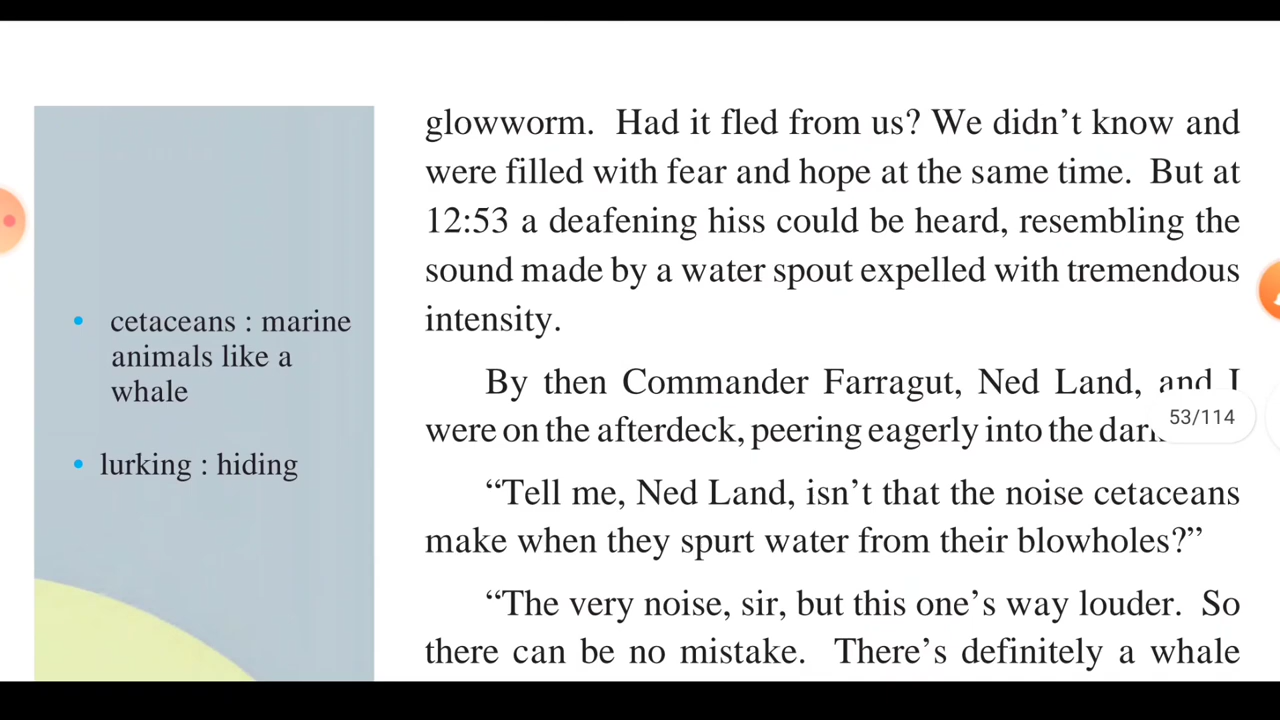 glowworm. Had it fled from us? We didn't know and
were filled with fear and hope at the same time. But at
12:53 a deafening hiss could be heard, resembling the
sound made by a water spout expelled with tremendous
intensity.
• cetaceans : marine
animals like a
whale
• lurking : hiding
By then Commander Farragut, Ned Land, and I
were on the afterdeck, peering eagerly into the
53/114
“Tell me, Ned Land, isn't that the noise cetaceans
make when they spurt water from their blowholes?”
“The very noise, sir, but this one's way louder. So
there can be no mistake. There's definitely a whale